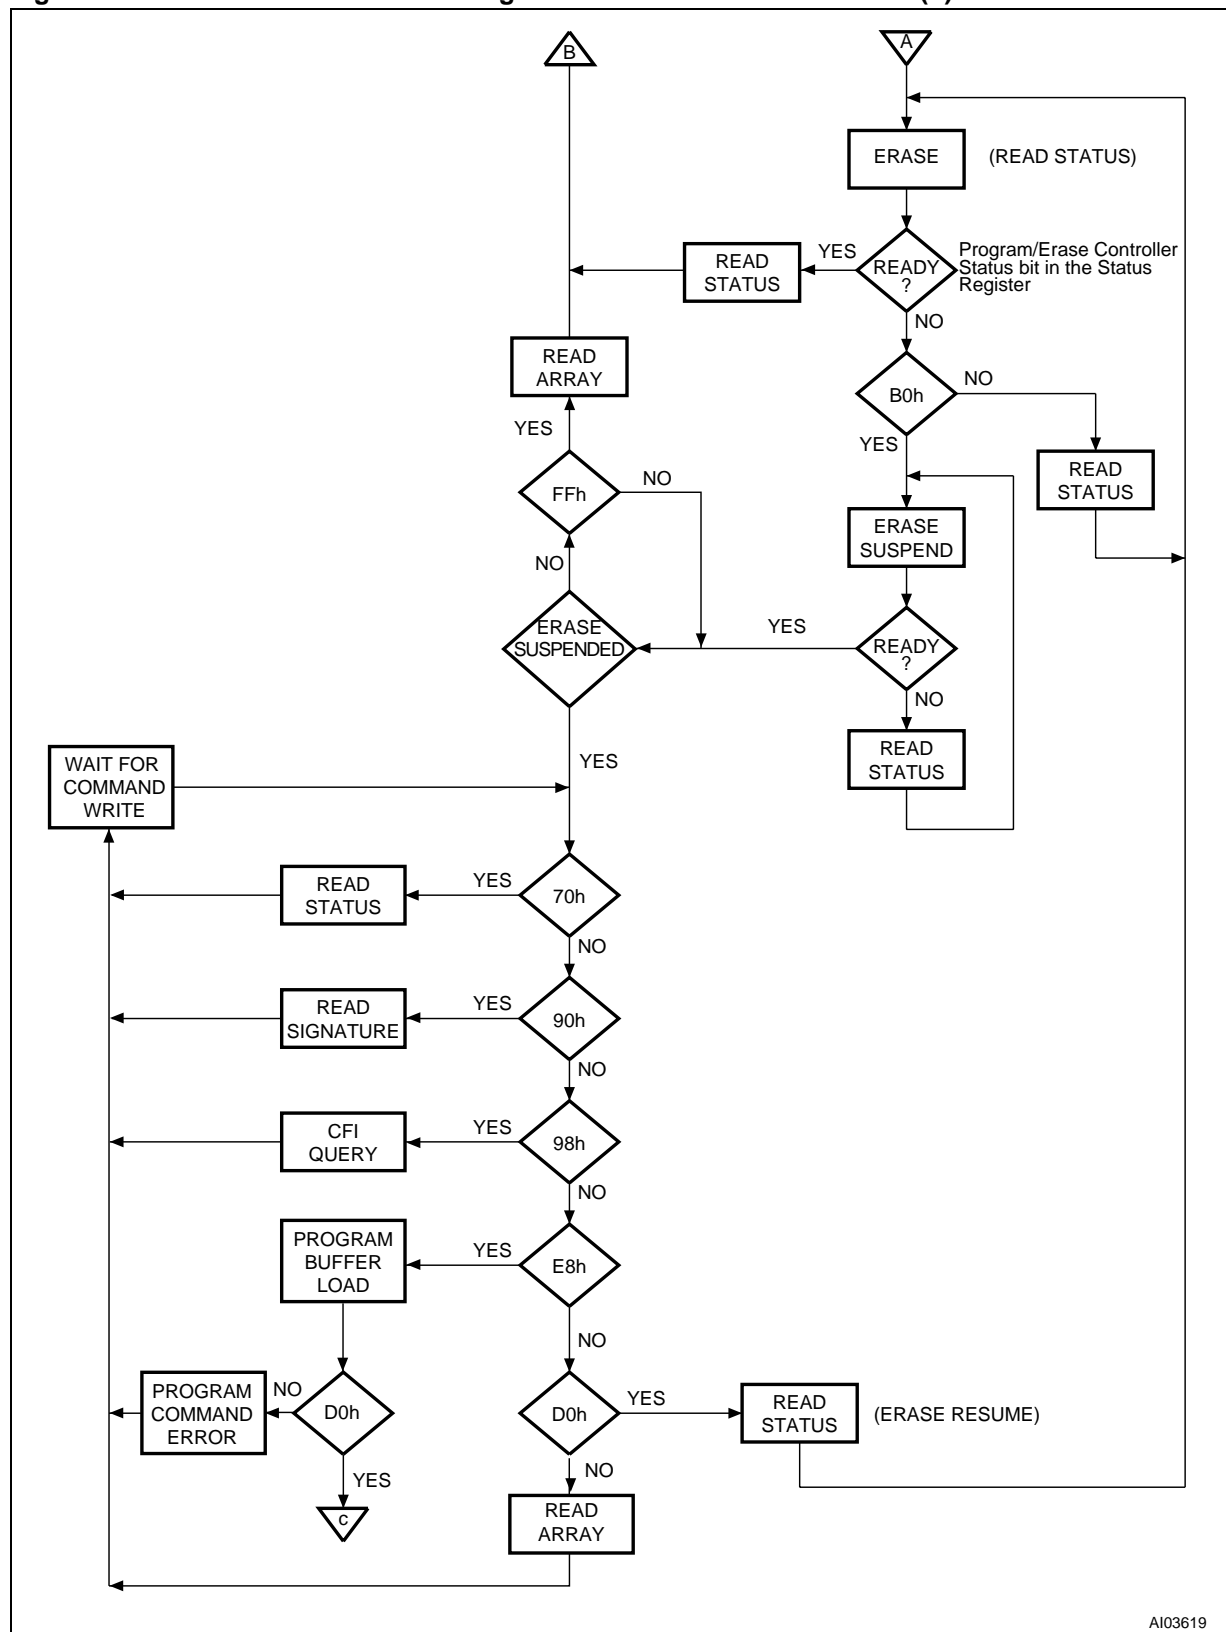 B
A
ERASE
(READ STATUS)
READ
STATUS
YES
READY
?
Program/Erase Controller
Status bit in the Status
Register
NO
READ
ARRAY
B0h
NO
YES
YES
READ
STATUS
FFh
NO
ERASE
SUSPEND
NO
ERASE
SUSPENDED
YES
READY
?
NO
READ
STATUS
YES
WAIT FOR
COMMAND
WRITE
READ
STATUS
YES
70h
NO
READ
SIGNATURE
YES
90h
NO
CFI
QUERY
YES
98h
NO
PROGRAM
BUFFER
LOAD
YES
E8h
NO
PROGRAM
COMMAND
ERROR
NO
D0h
YES
c
D0h
YES
READ
STATUS
(ERASE RESUME)
NO
READ
ARRAY
AI03619